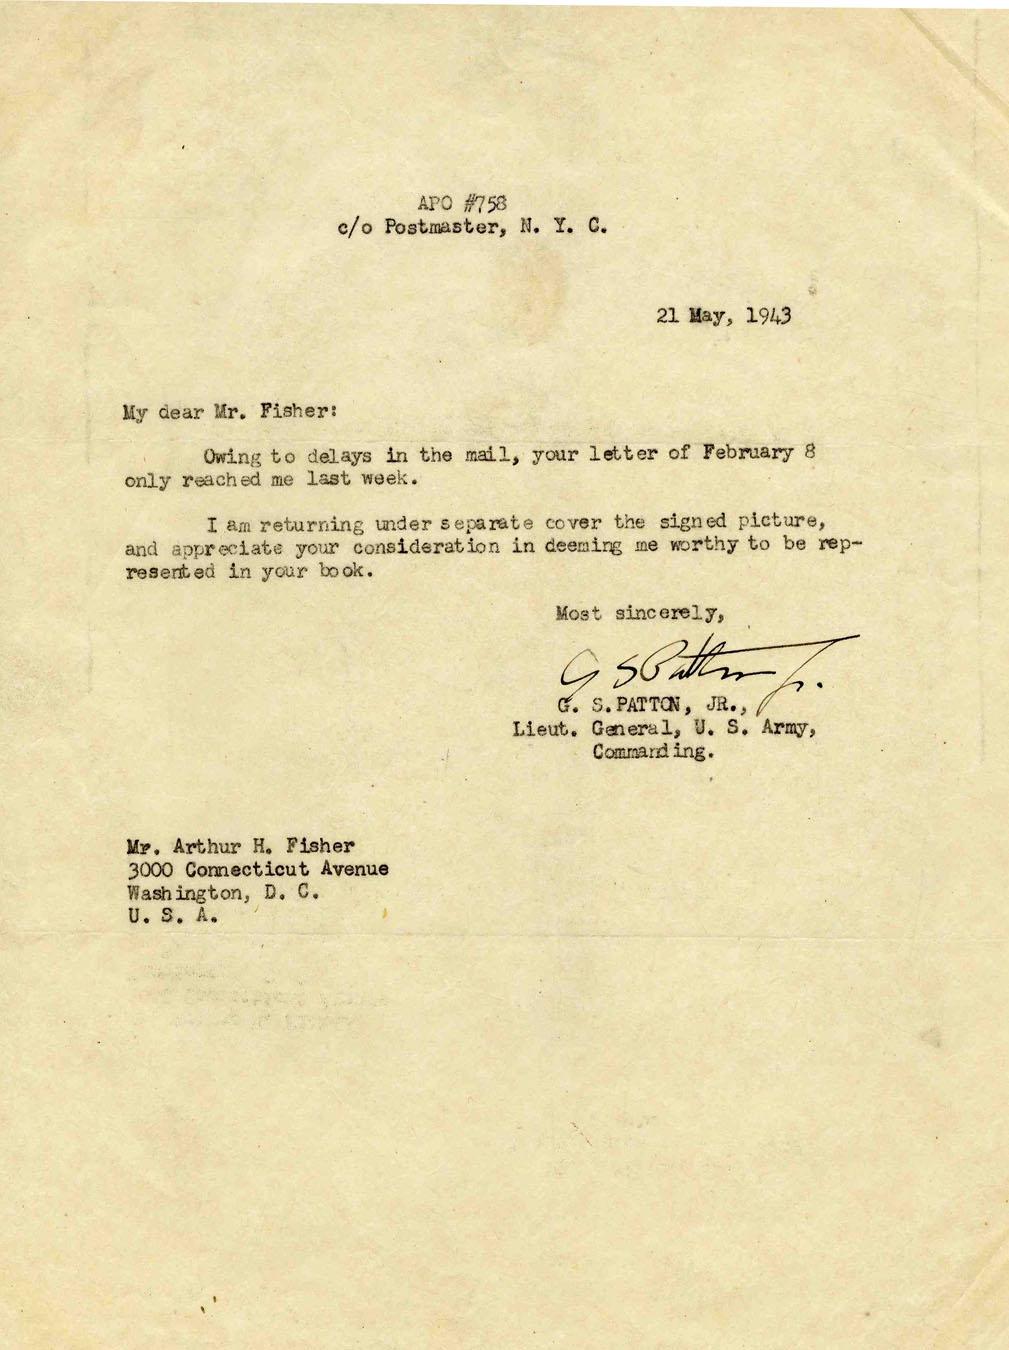 APO #758
c/o Postmaster, N. Y. C.
21 May, 1943
My dear Mr. Fisher:
Owing to delays in the mail, your letter of February 8
only reached me last week.
I am returning under separate cover the signed picture,
and appreciate your consideration in deeming me worthy to be rep-
resented in your book.
Most sincerely,
G S Patton Jr.
G. S. PATTON, JR.,
Lieut. General, U. S. Army,
Commanding.
Mr. Arthur H. Fisher
3000 Connecticut Avenue
Washington, D. C.
U. S. A.